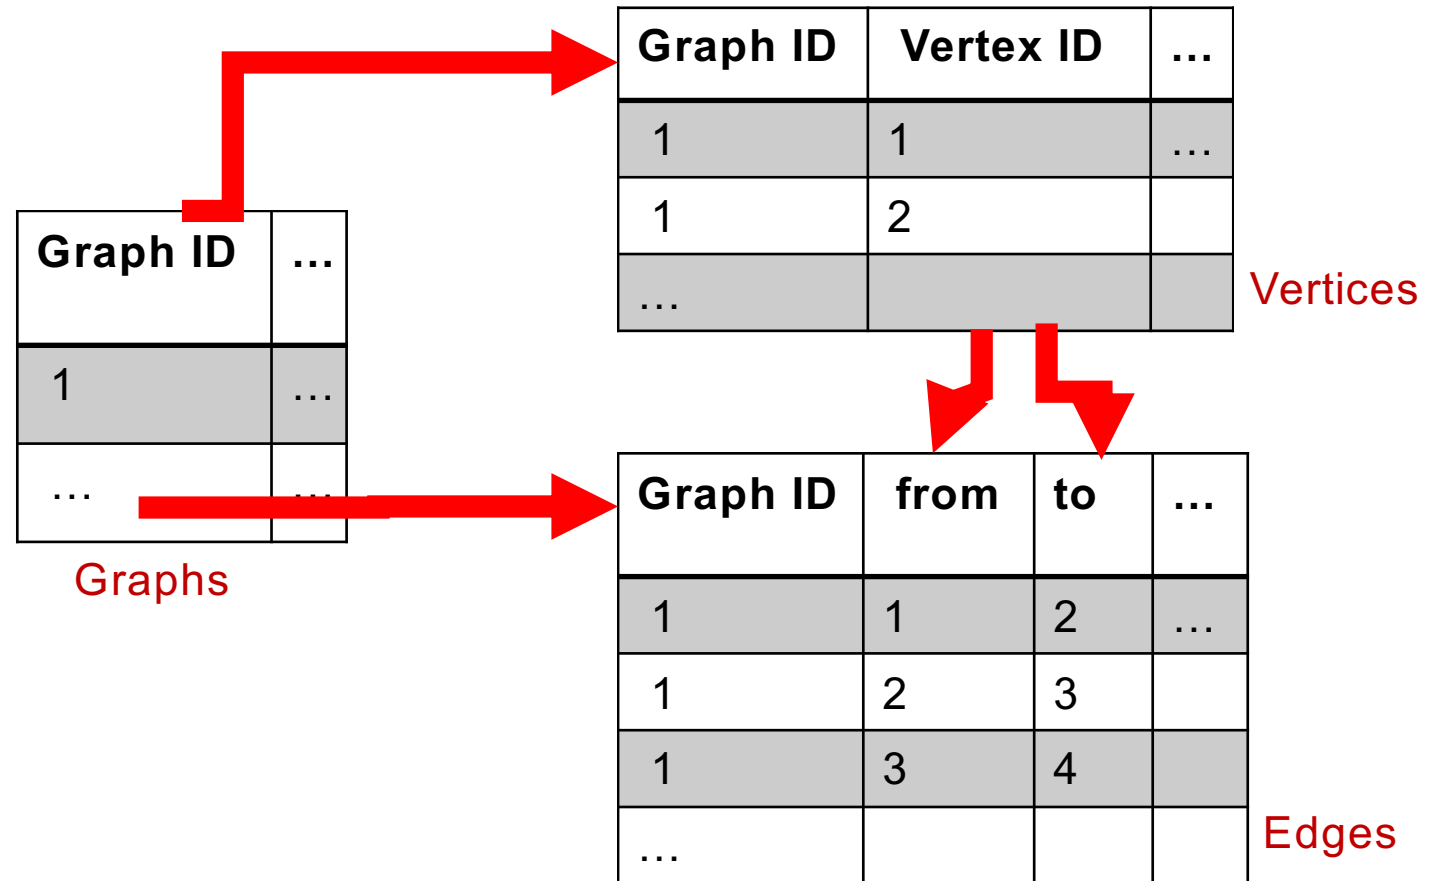 Graph ID Vertex ID ...
1 1 ...
1 2
...
Vertices
Graph ID ...
1 ...
... ...
Graphs
Graph ID from to ...
1 1 2 ...
1 2 3
1 3 4
...
Edges